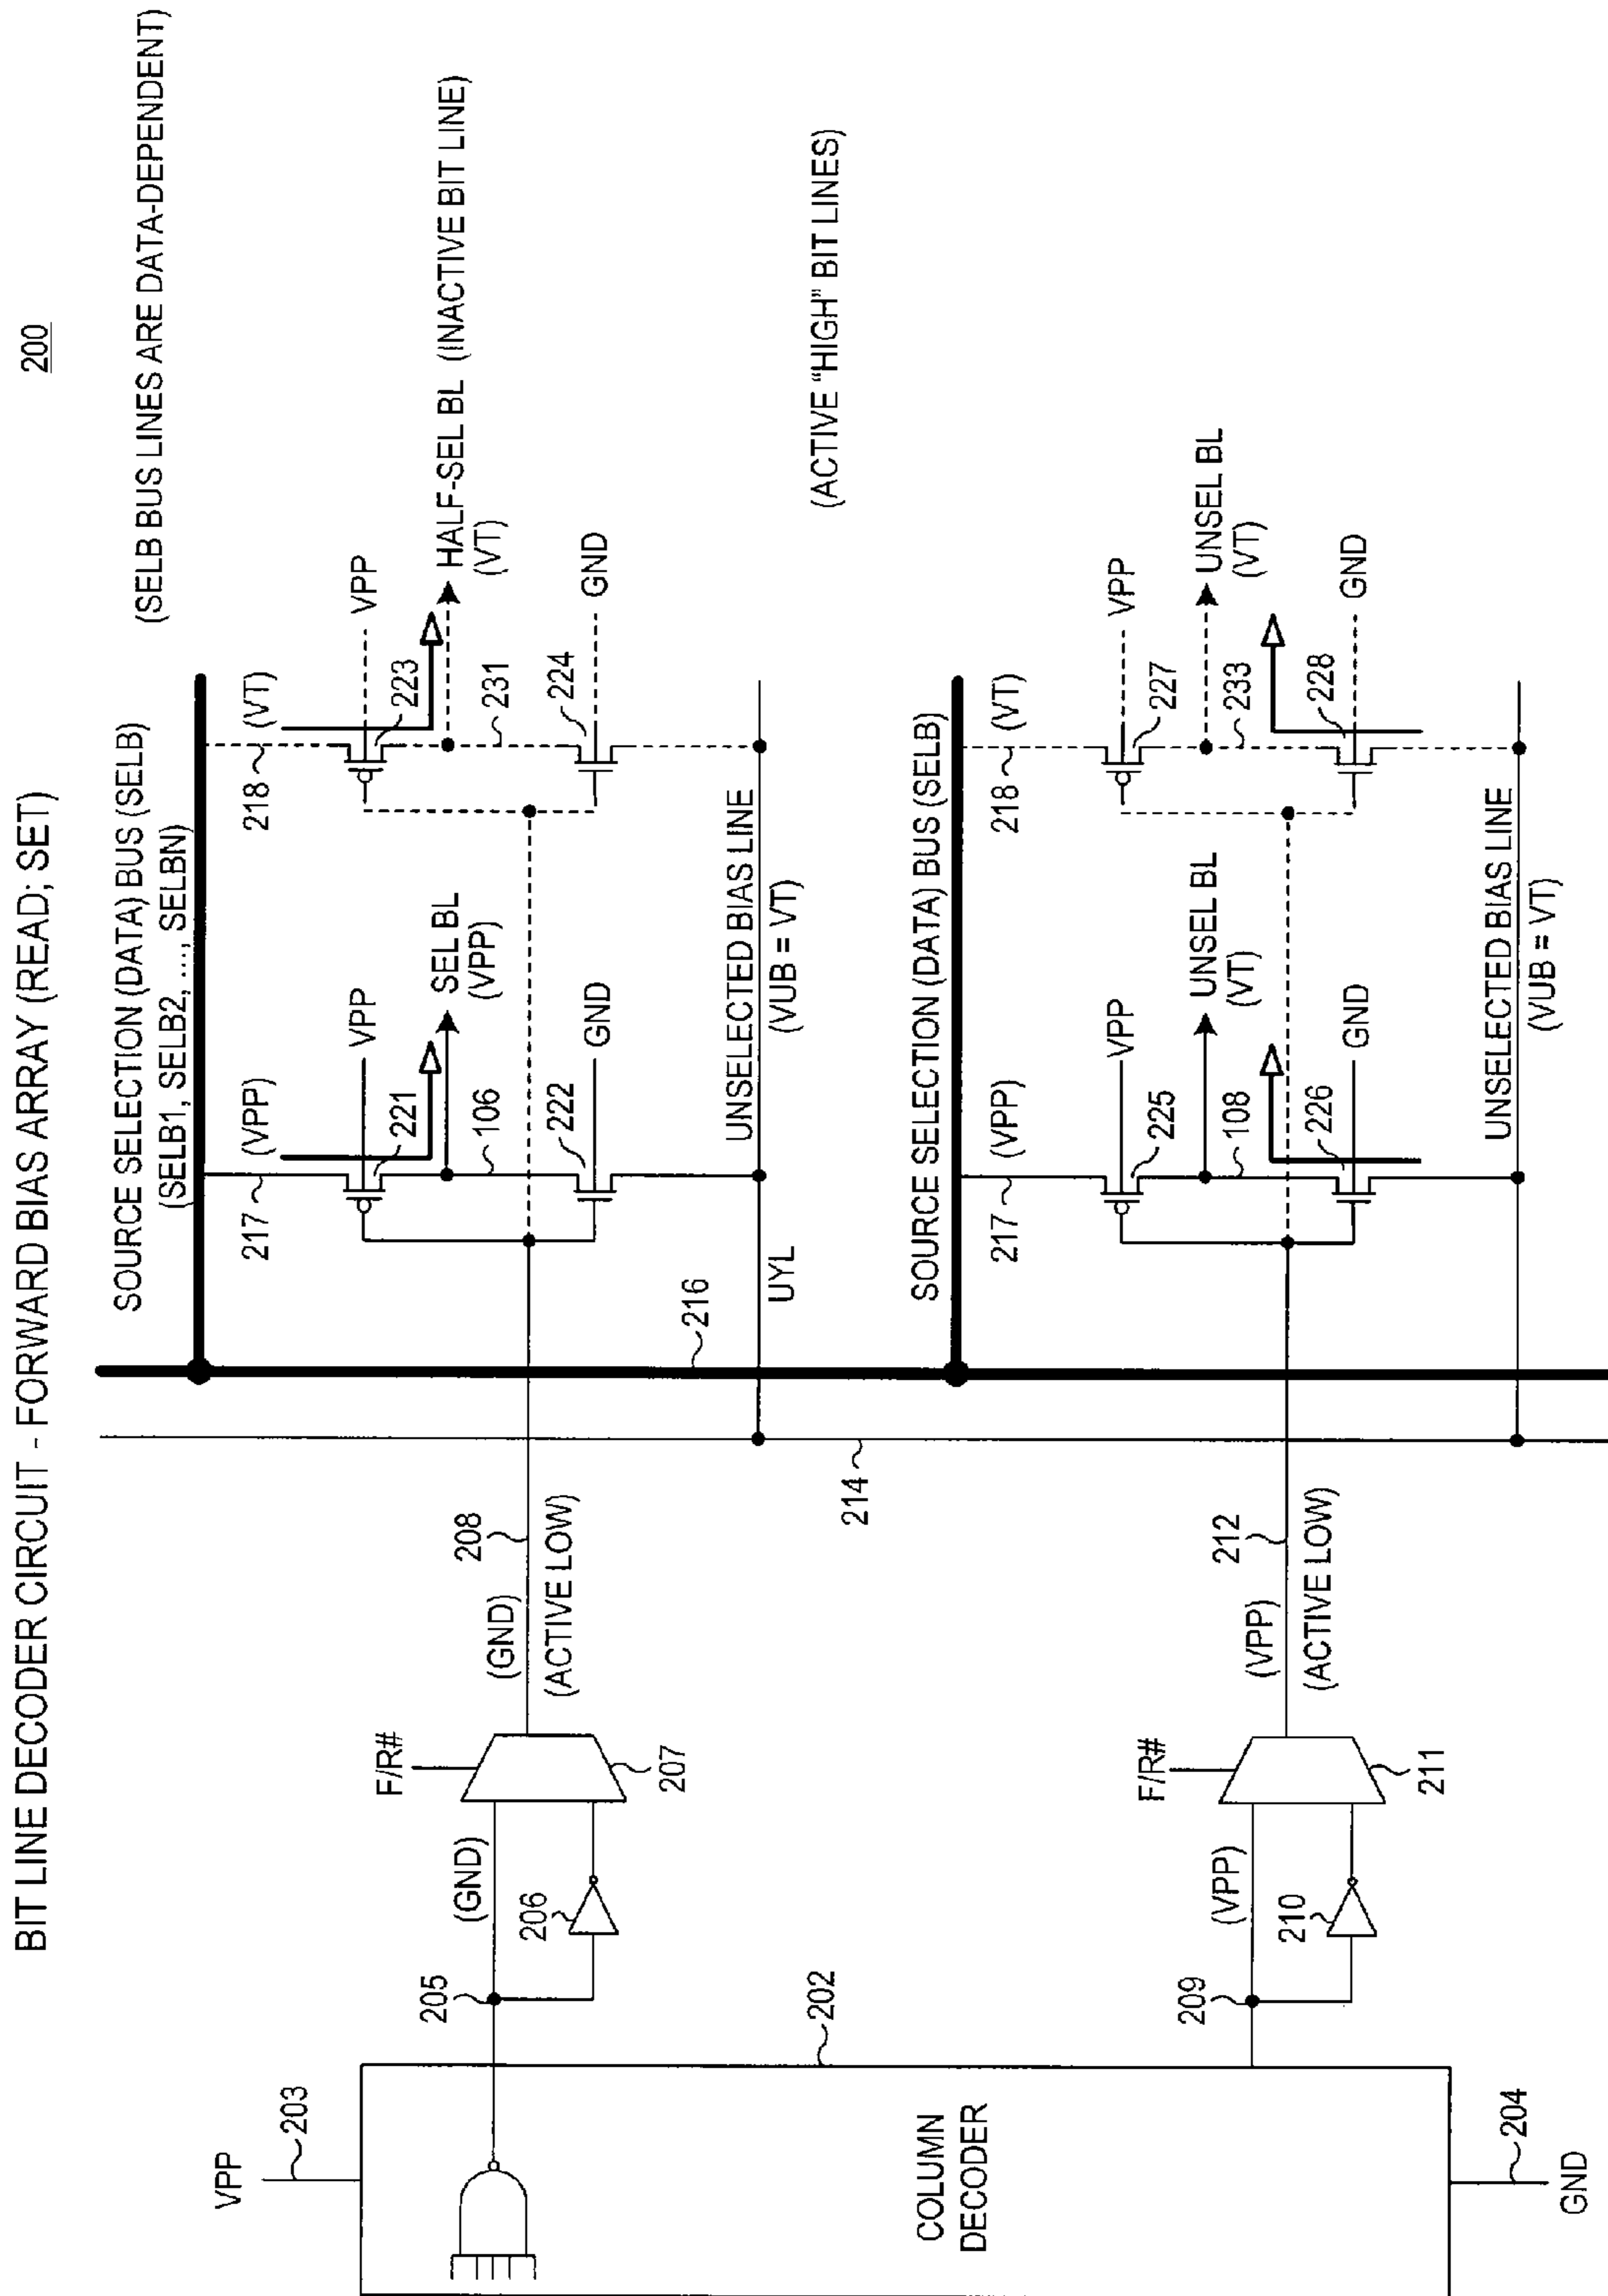 BIT LINE DECODER CIRCUIT - FORWARD BIAS ARRAY (READ; SET)
200
(SELB BUS LINES ARE DATA-DEPENDENT)
SOURCE SELECTION (DATA) BUS (SELB)
(SELB1, SELB2, ...., SELBN)
217
(VPP)
218
(VT)
VPP
221
SEL BL
(VPP)
106
222
GND
VPP
223
HALF-SEL BL (INACTIVE BIT LINE)
(VT)
231
224
GND
UYL
UNSELECTED BIAS LINE
(VUB = VT)
VPP
203
F/R#
(GND)
205
206
207
(GND)
208
(ACTIVE LOW)
216
214
202
COLUMN
DECODER
(ACTIVE "HIGH" BIT LINES)
SOURCE SELECTION (DATA) BUS (SELB)
217
(VPP)
218
(VT)
VPP
225
UNSEL BL
(VT)
108
226
GND
VPP
227
UNSEL BL
(VT)
233
228
GND
UNSELECTED BIAS LINE
(VUB = VT)
F/R#
(VPP)
209
210
211
(VPP)
212
(ACTIVE LOW)
204
GND